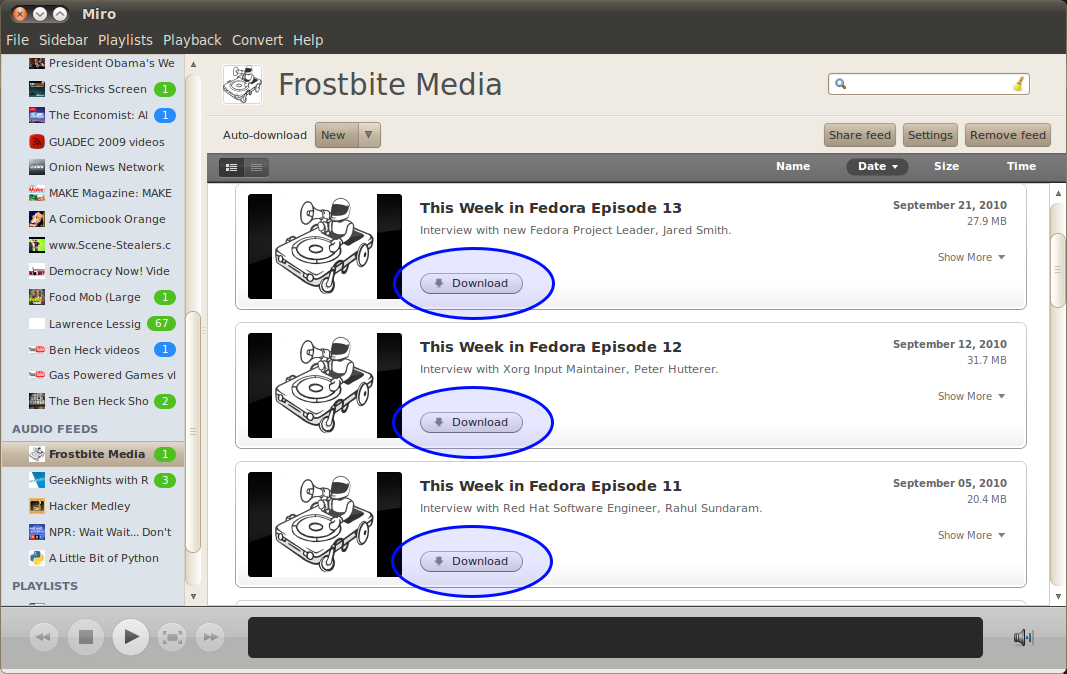 Miro
File Sidebar Playlists Playback Convert Help
President Obama's We
CSS-Tricks Screen 1
The Economist: Al 1
GUADEC 2009 videos
Onion News Network
MAKE Magazine: MAKE
A Comicbook Orange
www.Scene-Stealers.c
Democracy Now! Vide
Food Mob (Large 1
Lawrence Lessig 67
Ben Heck videos 1
Gas Powered Games vl
The Ben Heck Sho 2
AUDIO FEEDS
Frostbite Media 1
GeekNights with R 3
Hacker Medley
NPR: Wait Wait... Don't
A Little Bit of Python
PLAYLISTS
Frostbite Media
Auto-download New
Share feed Settings Remove feed
Name Date Size Time
This Week in Fedora Episode 13
September 21, 2010
Interview with new Fedora Project Leader, Jared Smith.
27.9 MB
Show More
Download
This Week in Fedora Episode 12
September 12, 2010
Interview with Xorg Input Maintainer, Peter Hutterer.
31.7 MB
Show More
Download
This Week in Fedora Episode 11
September 05, 2010
Interview with Red Hat Software Engineer, Rahul Sundaram.
20.4 MB
Show More
Download